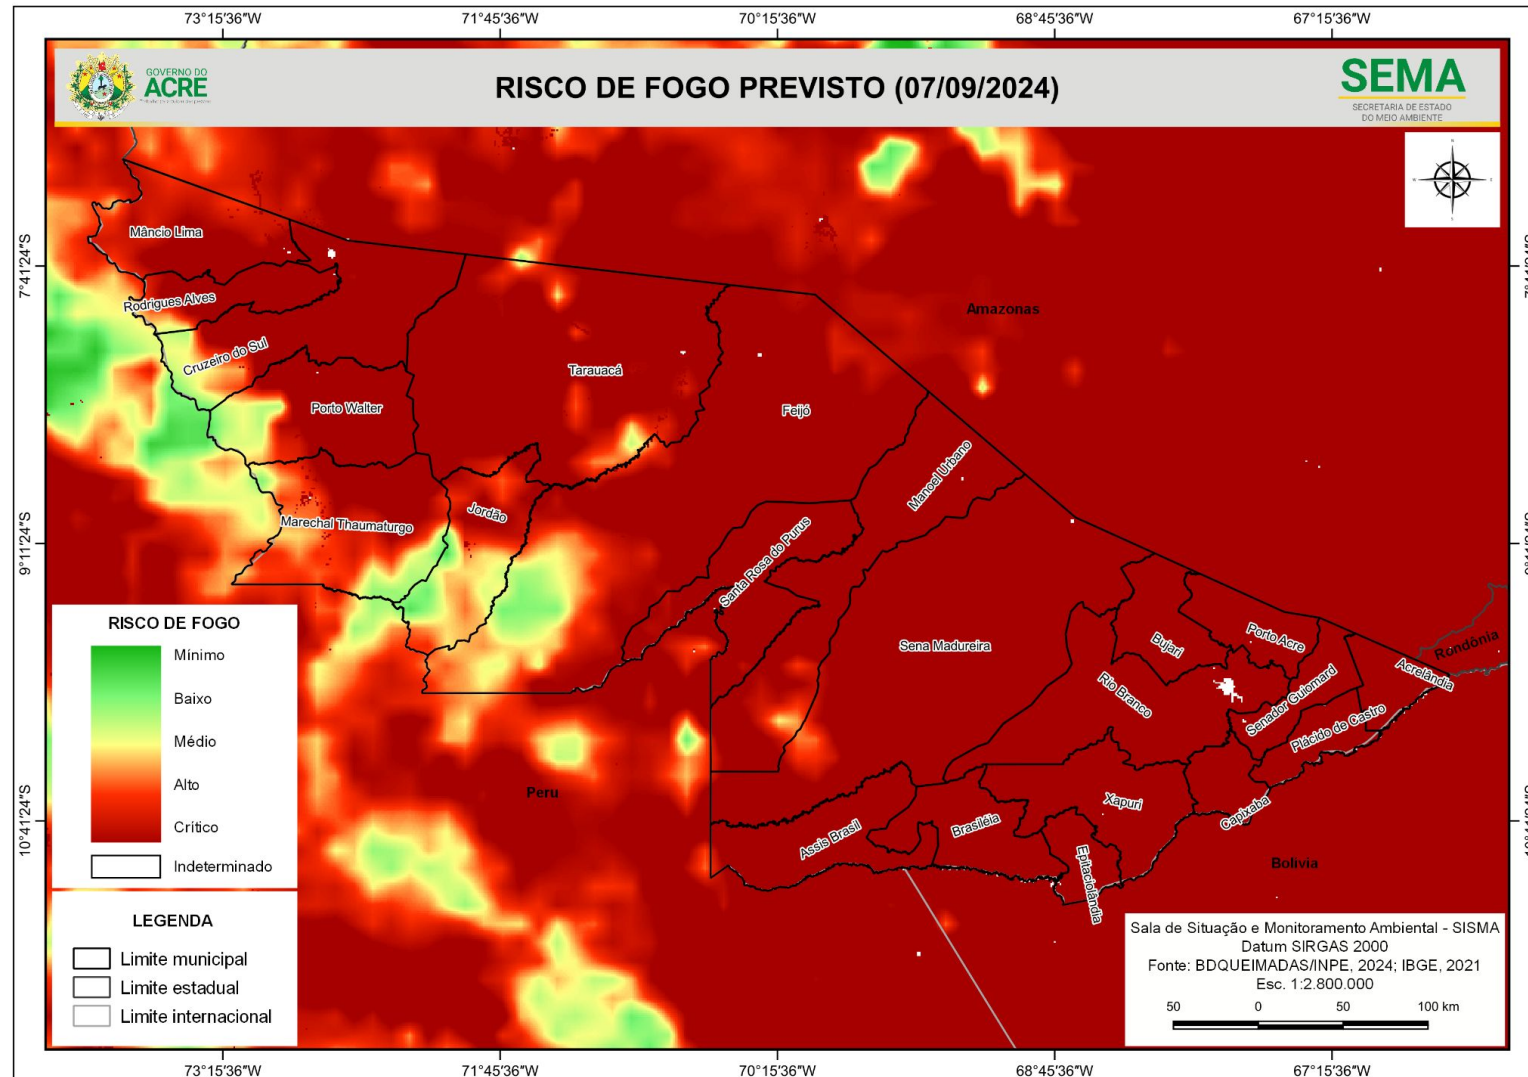 73°15'36"W 71°45'36"W 70°15'36"W 68°45'36"W 67°15'36"W
GOVERNO DO
ACRE
RISCO DE FOGO PREVISTO (07/09/2024)
SEMA
SECRETARIA DE ESTADO
DO MEIO AMBIENTE
Mâncio Lima
7°41'24"S
Rodrigues Alves
Amazonas
Cruzeiro do Sul
Tarauacá
Porto Walter
Feijó
Manoel Urbano
Jordão
Marechal Thaumaturgo
9°11'24"S
Santa Rosa do Purus
Sena Madureira
Bujari
Porto Acre
Rondônia
Acrelândia
Rio Branco
Senador Guiomard
Plácido de Castro
Peru
Xapuri
Capixaba
Brasiléia
Assis Brasil
Epitaciolândia
Bolivia
10°41'24"S
RISCO DE FOGO
Mínimo
Baixo
Médio
Alto
Crítico
Indeterminado
LEGENDA
Limite municipal
Limite estadual
Limite internacional
Sala de Situação e Monitoramento Ambiental - SISMA
Datum SIRGAS 2000
Fonte: BDQUEIMADAS/INPE, 2024; IBGE, 2021
Esc. 1:2.800.000
50 0 50 100 km
73°15'36"W 71°45'36"W 70°15'36"W 68°45'36"W 67°15'36"W